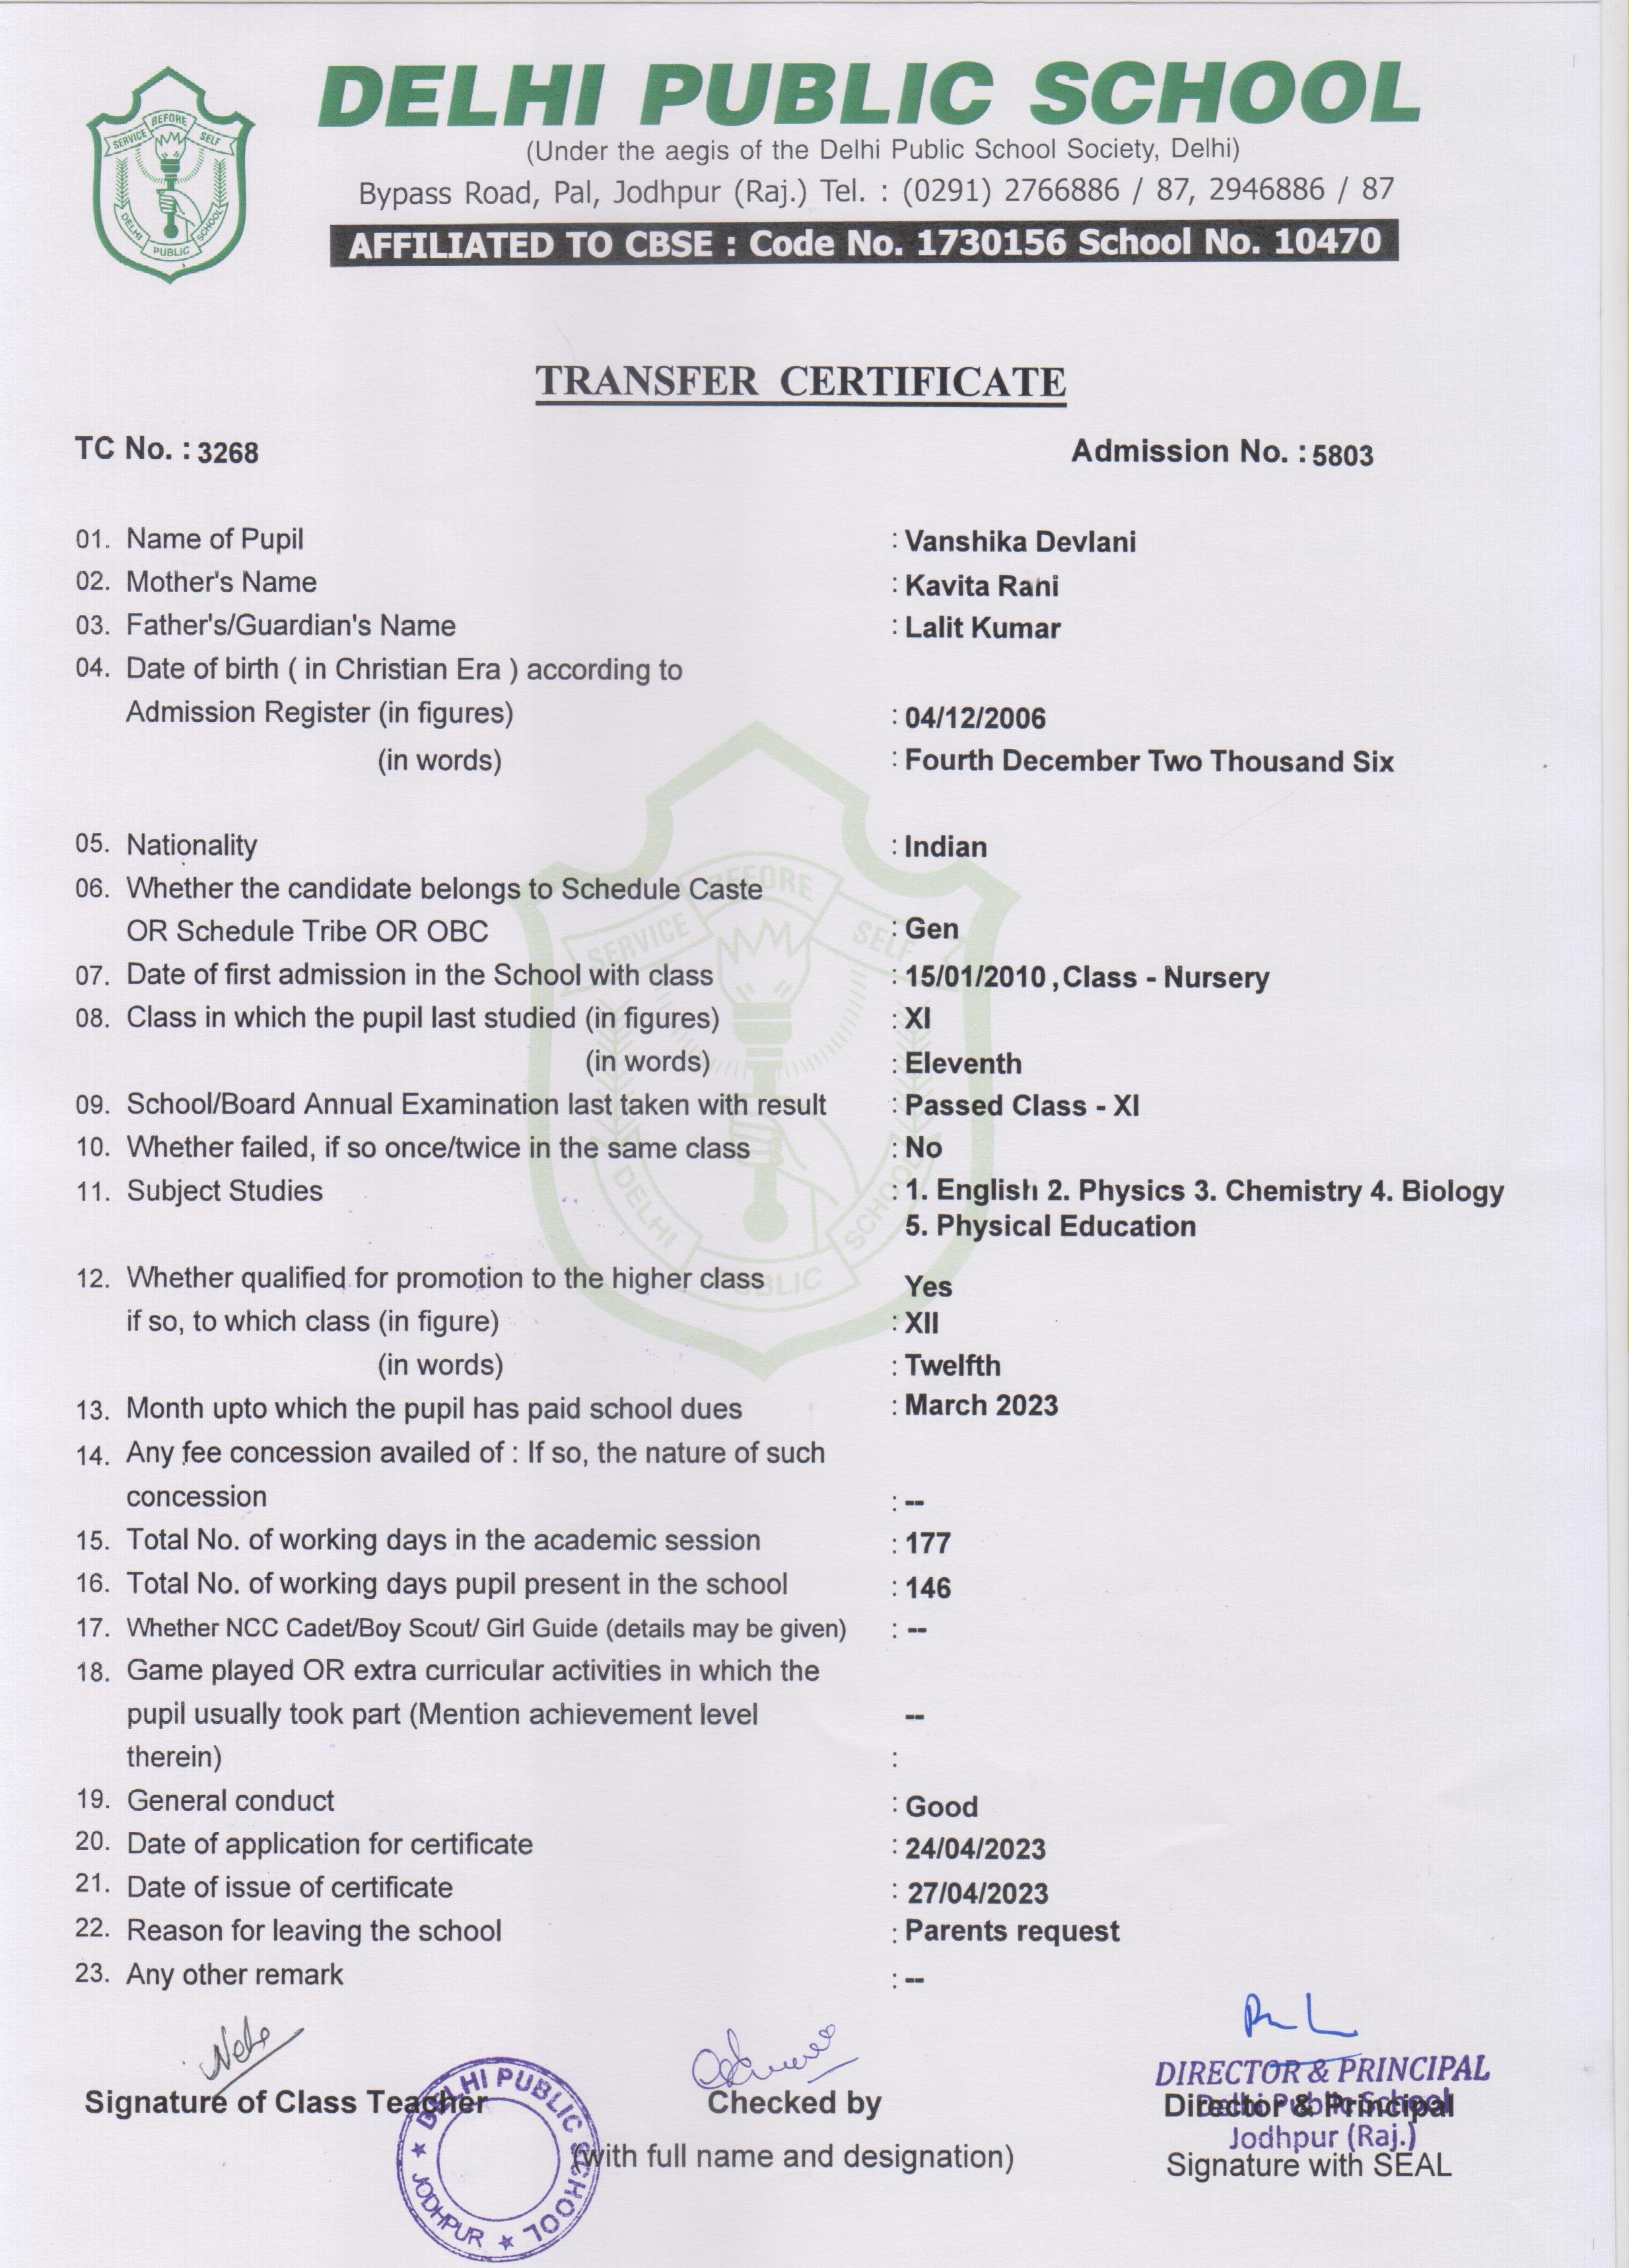 SERVICE BEFORE SELF
DELHI PUBLIC SCHOOL
DELHI PUBLIC SCHOOL
(Under the aegis of the Delhi Public School Society, Delhi)
Bypass Road, Pal, Jodhpur (Raj.) Tel. : (0291) 2766886 / 87, 2946886 / 87
AFFILIATED TO CBSE : Code No. 1730156 School No. 10470
TRANSFER CERTIFICATE
TC No. : 3268 Admission No. : 5803
01. Name of Pupil : Vanshika Devlani
02. Mother's Name : Kavita Rani
03. Father's/Guardian's Name : Lalit Kumar
04. Date of birth ( in Christian Era ) according to
Admission Register (in figures) : 04/12/2006
(in words) : Fourth December Two Thousand Six
05. Nationality : Indian
06. Whether the candidate belongs to Schedule Caste
OR Schedule Tribe OR OBC : Gen
07. Date of first admission in the School with class : 15/01/2010 , Class - Nursery
08. Class in which the pupil last studied (in figures) : XI
(in words) : Eleventh
09. School/Board Annual Examination last taken with result : Passed Class - XI
10. Whether failed, if so once/twice in the same class : No
11. Subject Studies : 1. English 2. Physics 3. Chemistry 4. Biology
5. Physical Education
12. Whether qualified for promotion to the higher class Yes
if so, to which class (in figure) : XII
(in words) : Twelfth
13. Month upto which the pupil has paid school dues : March 2023
14. Any fee concession availed of : If so, the nature of such
concession : --
15. Total No. of working days in the academic session : 177
16. Total No. of working days pupil present in the school : 146
17. Whether NCC Cadet/Boy Scout/ Girl Guide (details may be given) : --
18. Game played OR extra curricular activities in which the
pupil usually took part (Mention achievement level --
therein) :
19. General conduct : Good
20. Date of application for certificate : 24/04/2023
21. Date of issue of certificate : 27/04/2023
22. Reason for leaving the school : Parents request
23. Any other remark : --
SERVICE BEFORE SELF
DELHI PUBLIC SCHOOL
DIRECTOR & PRINCIPAL
Signature of Class Teacher Checked by Director & Principal
Delhi Public School
Jodhpur (Raj.)
(with full name and designation) Signature with SEAL
DELHI PUBLIC SCHOOL
★ JODHPUR ★